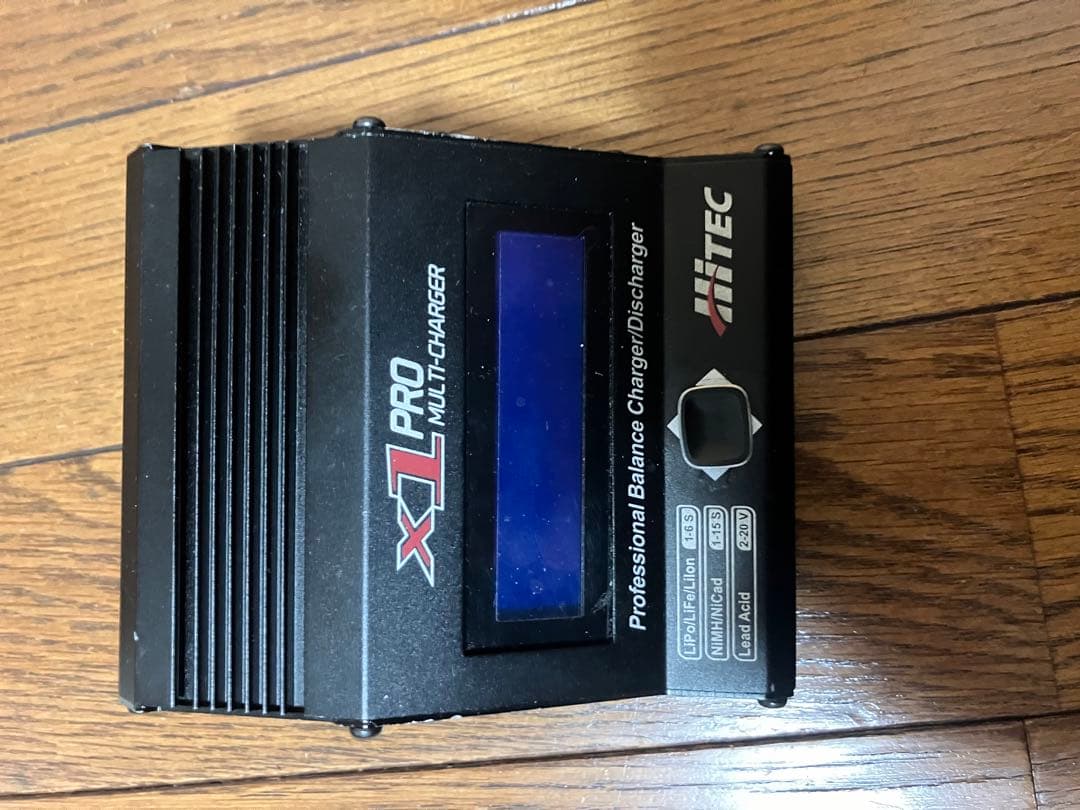 X1 PRO
MULTI-CHARGER
Professional Balance Charger/Discharger
LiPo/LiFe/LiIon 1-6 S
NiMH/NiCad 1-15 S
Lead Acid 2-20 V
HiTEC